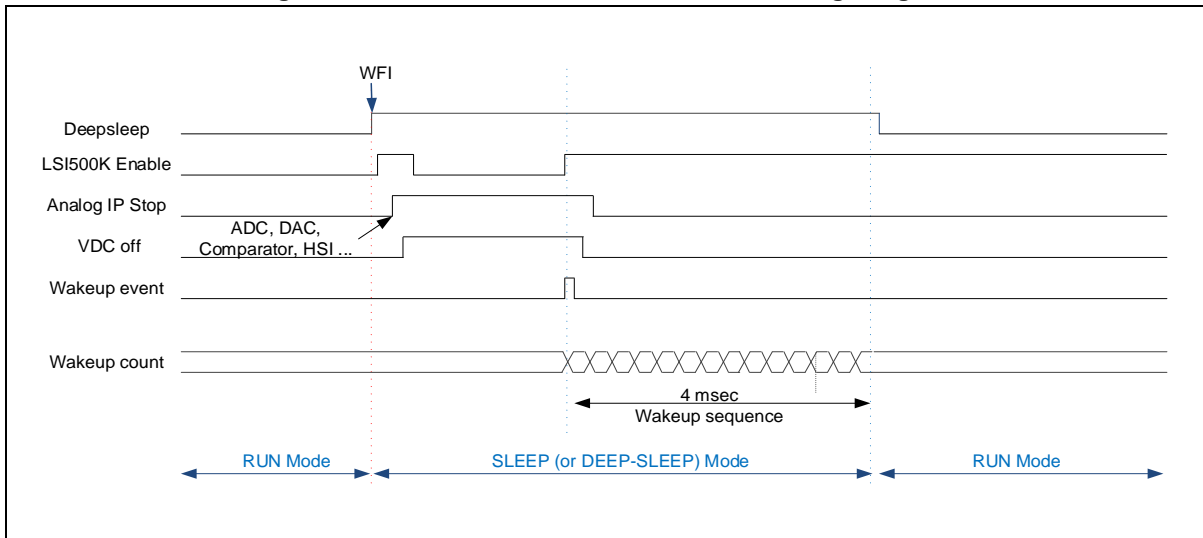 WFI
Deepsleep
LSI500K Enable
Analog IP Stop
ADC, DAC,
Comparator, HSI ...
VDC off
Wakeup event
Wakeup count
4 msec
Wakeup sequence
RUN Mode
SLEEP (or DEEP-SLEEP) Mode
RUN Mode